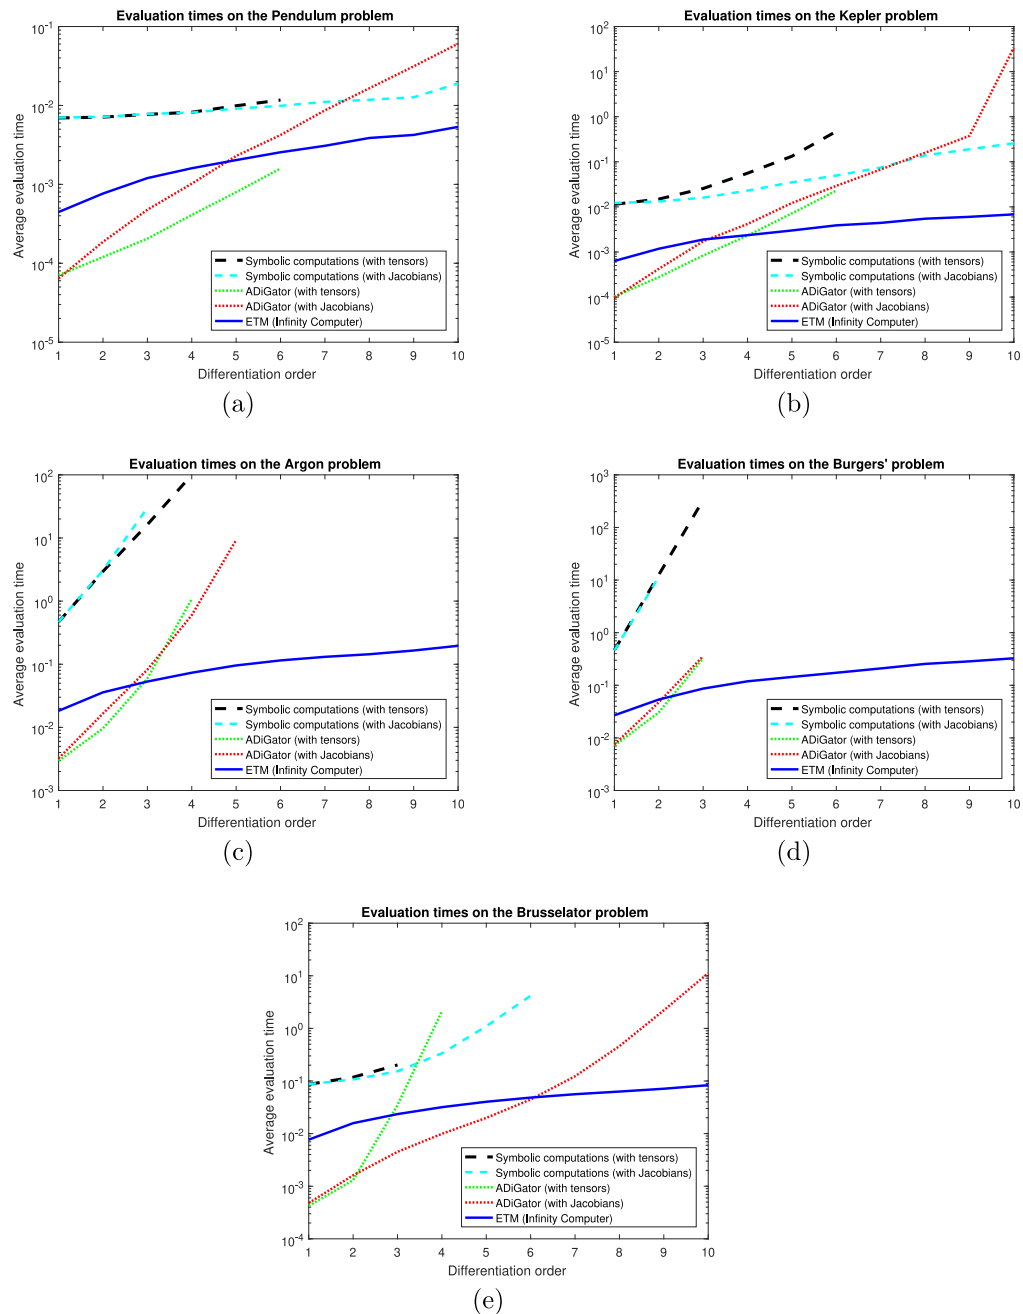 Evaluation times on the Pendulum problem
Average evaluation time
10^-1
10^-2
10^-3
10^-4
10^-5
Symbolic computations (with tensors)
Symbolic computations (with Jacobians)
ADiGator (with tensors)
ADiGator (with Jacobians)
ETM (Infinity Computer)
1 2 3 4 5 6 7 8 9 10
Differentiation order
(a)
Evaluation times on the Kepler problem
Average evaluation time
10^2
10^1
10^0
10^-1
10^-2
10^-3
10^-4
10^-5
Symbolic computations (with tensors)
Symbolic computations (with Jacobians)
ADiGator (with tensors)
ADiGator (with Jacobians)
ETM (Infinity Computer)
1 2 3 4 5 6 7 8 9 10
Differentiation order
(b)
Evaluation times on the Argon problem
Average evaluation time
10^2
10^1
10^0
10^-1
10^-2
10^-3
Symbolic computations (with tensors)
Symbolic computations (with Jacobians)
ADiGator (with tensors)
ADiGator (with Jacobians)
ETM (Infinity Computer)
1 2 3 4 5 6 7 8 9 10
Differentiation order
(c)
Evaluation times on the Burgers' problem
Average evaluation time
10^3
10^2
10^1
10^0
10^-1
10^-2
10^-3
Symbolic computations (with tensors)
Symbolic computations (with Jacobians)
ADiGator (with tensors)
ADiGator (with Jacobians)
ETM (Infinity Computer)
1 2 3 4 5 6 7 8 9 10
Differentiation order
(d)
Evaluation times on the Brusselator problem
Average evaluation time
10^2
10^1
10^0
10^-1
10^-2
10^-3
10^-4
Symbolic computations (with tensors)
Symbolic computations (with Jacobians)
ADiGator (with tensors)
ADiGator (with Jacobians)
ETM (Infinity Computer)
1 2 3 4 5 6 7 8 9 10
Differentiation order
(e)